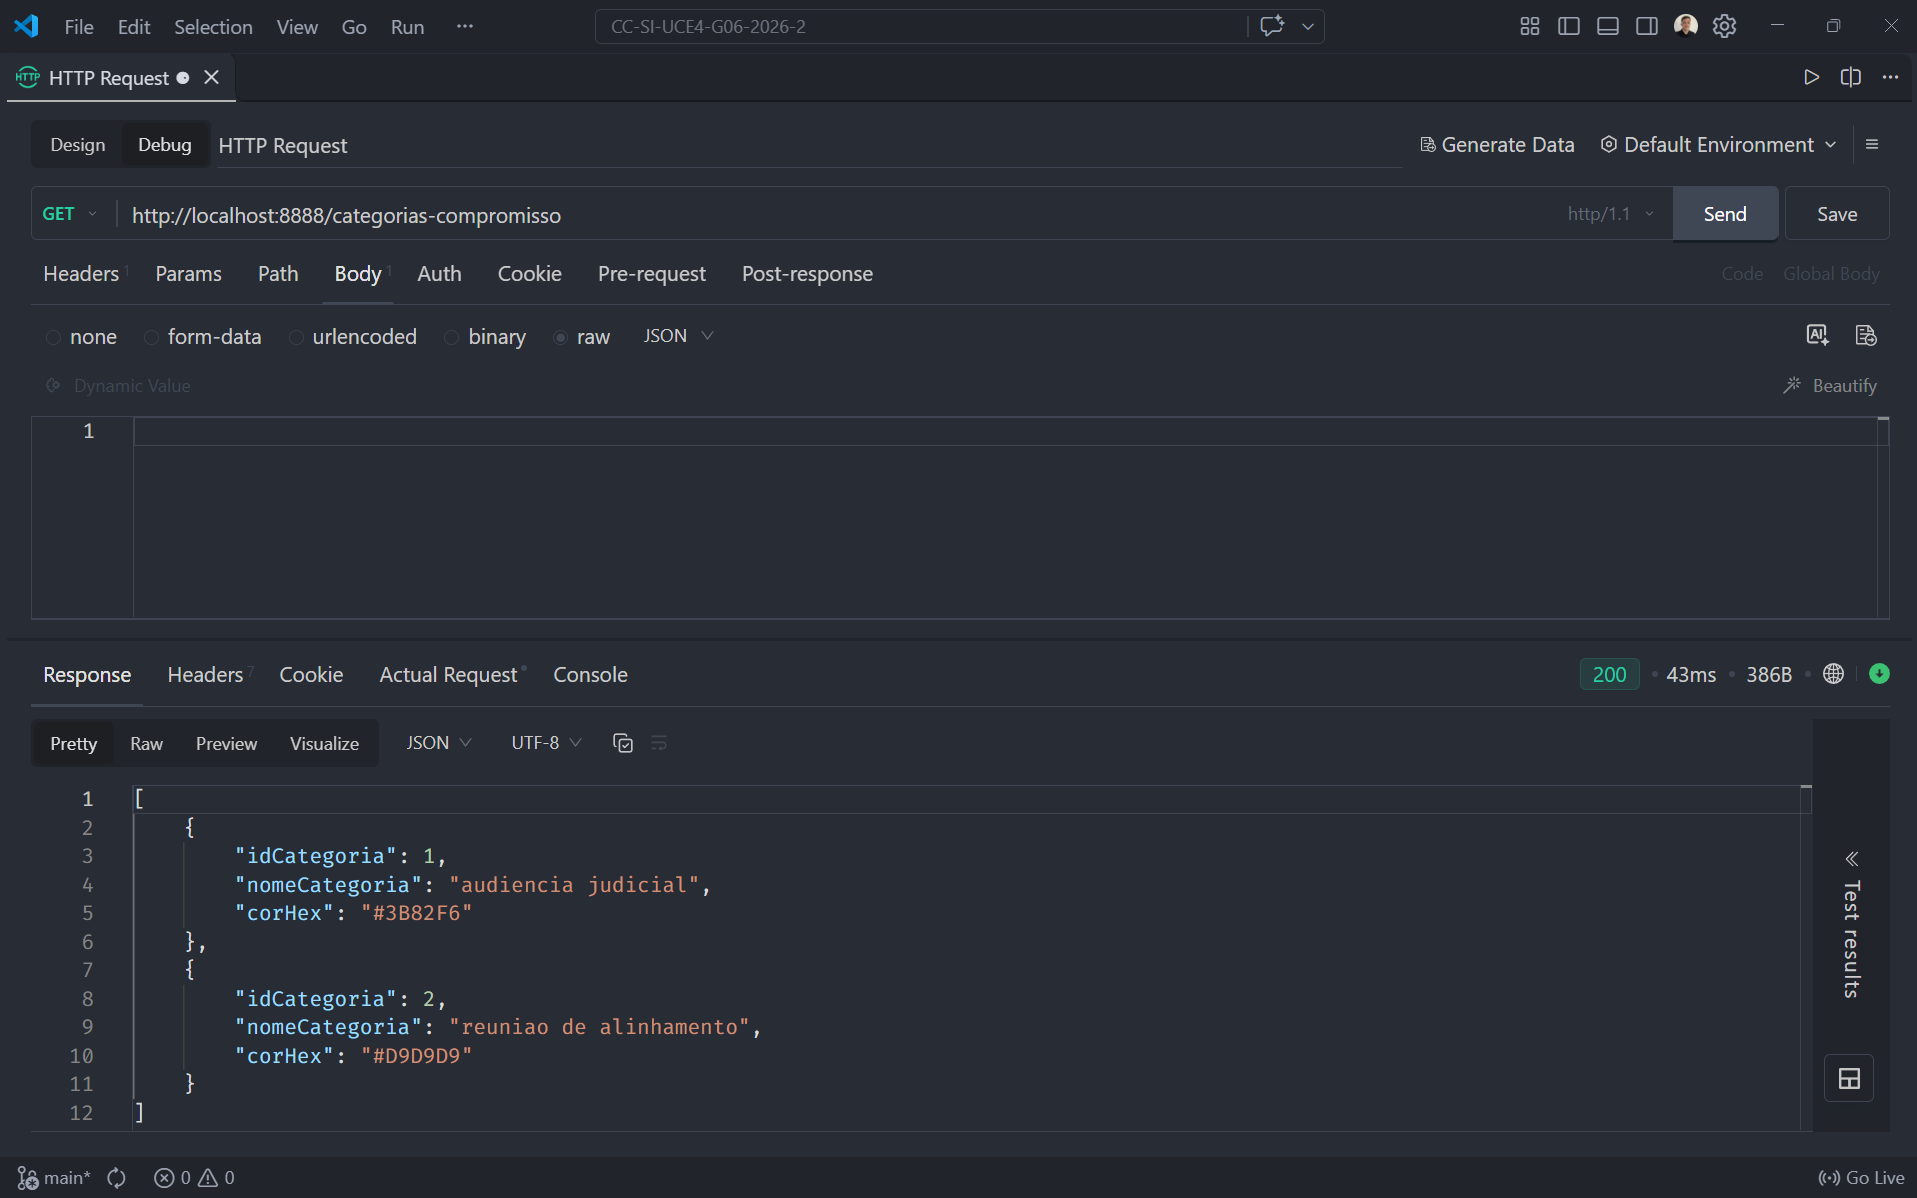 File Edit Selection View Go Run ··· CC-SI-UCE4-G06-2026-2
HTTP HTTP Request
Design Debug HTTP Request Generate Data Default Environment
GET http://localhost:8888/categorias-compromisso http/1.1 Send Save
Headers 1 Params Path Body 1 Auth Cookie Pre-request Post-response Code Global Body
none form-data urlencoded binary raw JSON AI
Dynamic Value Beautify
1
Response Headers 7 Cookie Actual Request Console 200 43ms 386B
Pretty Raw Preview Visualize JSON UTF-8
1 [
2 {
3 "idCategoria": 1,
4 "nomeCategoria": "audiencia judicial",
5 "corHex": "#3B82F6"
6 },
7 {
8 "idCategoria": 2,
9 "nomeCategoria": "reuniao de alinhamento",
10 "corHex": "#D9D9D9"
11 }
12 ]
Test results
main* 0 0 Go Live